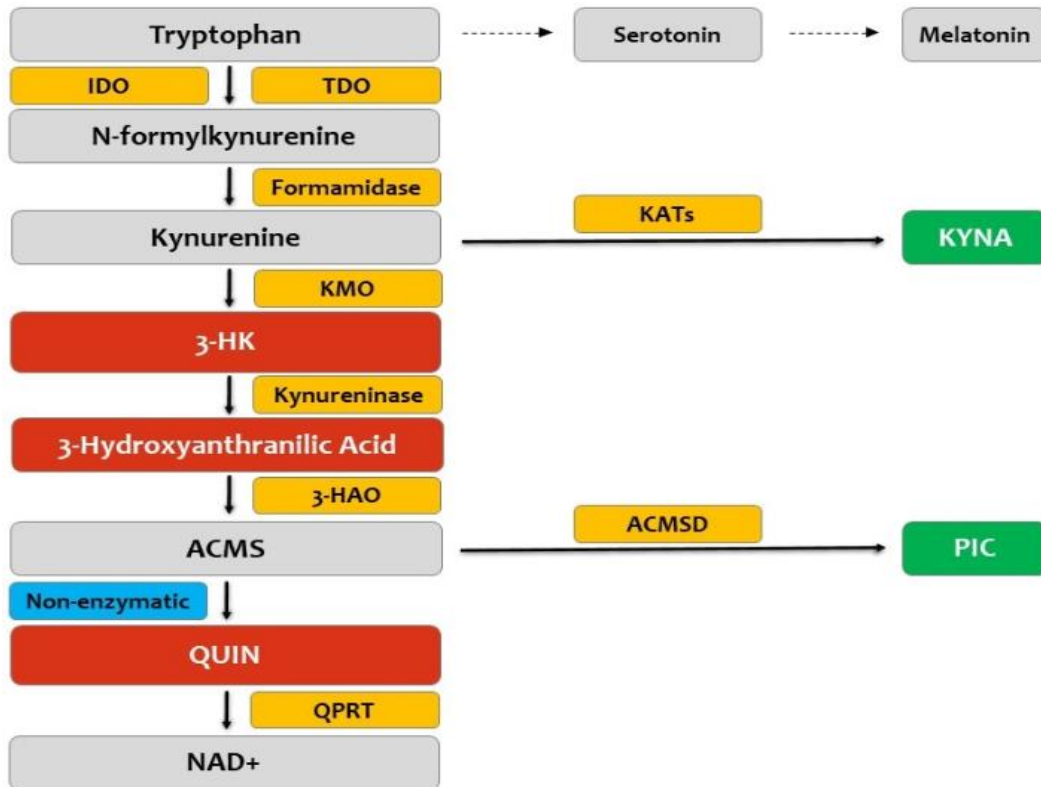 Tryptophan
Serotonin
Melatonin
IDO
TDO
N-formylkynurenine
Formamidase
Kynurenine
KATs
KYNA
KMO
3-HK
Kynureninase
3-Hydroxyanthranilic Acid
3-HAO
ACMS
ACMSD
PIC
Non-enzymatic
QUIN
QPRT
NAD+